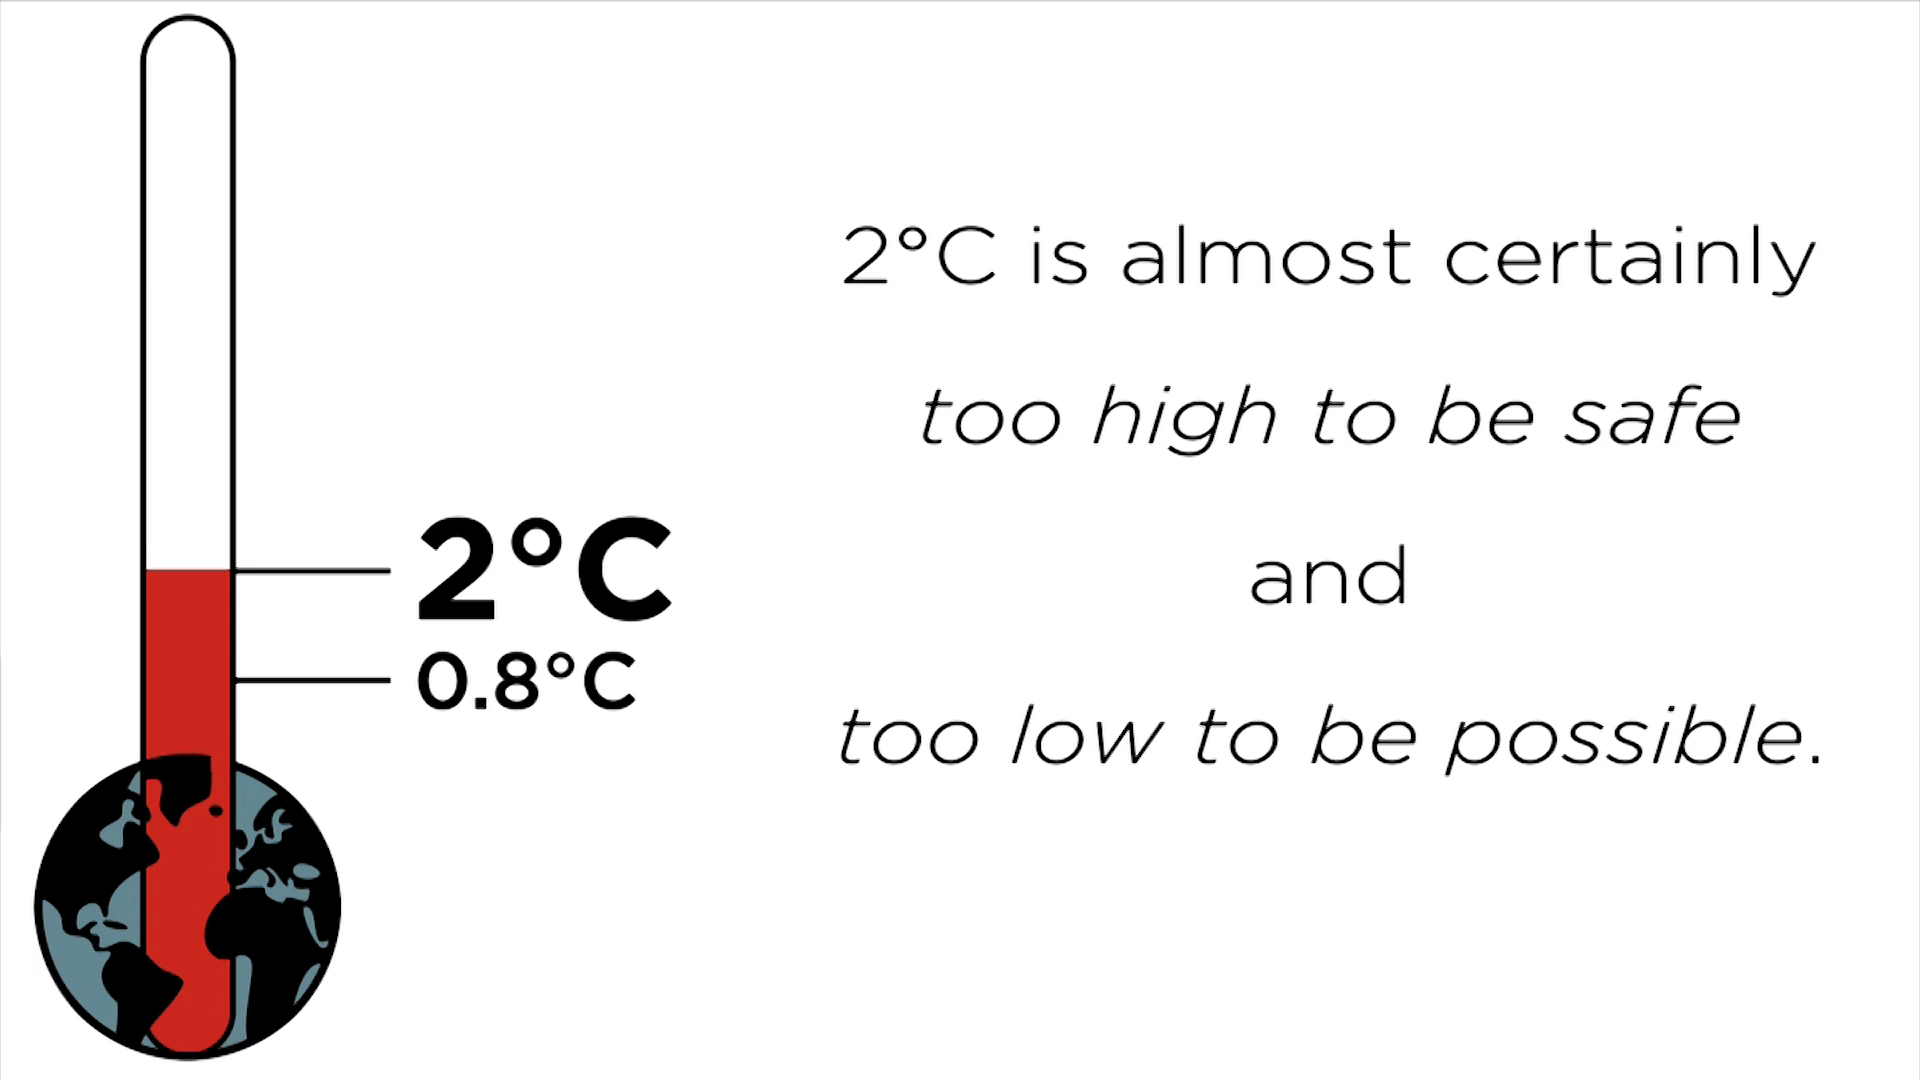 2°C
0.8°C
2°C is almost certainly
too high to be safe
and
too low to be possible.